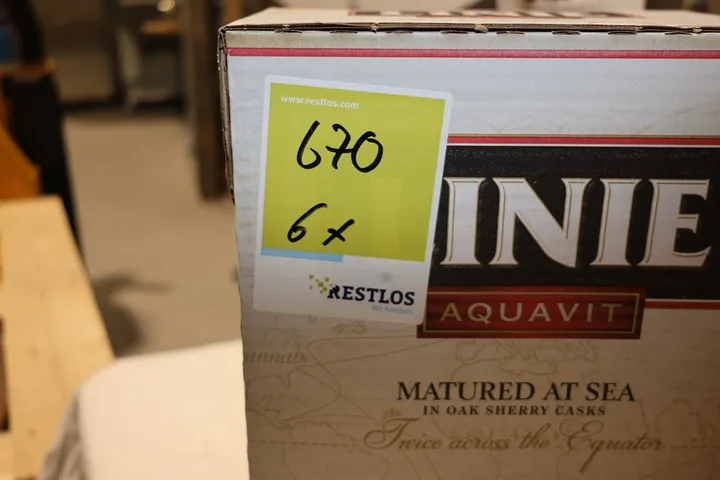 www.restlos.com
670
6x
RESTLOS
INIE
AQUAVIT
MATURED AT SEA
IN OAK SHERRY CASKS
Twice across the Equator